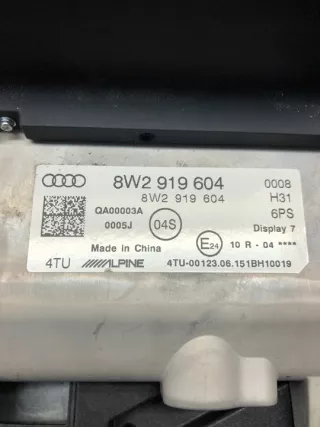 8W2 919 604 0008
8W2 919 604 H31
QA00003A 6PS
0005J 04S Display 7
Made in China E24 10 R - 04 ****
4TU ALPINE 4TU-00123.06.151BH10019